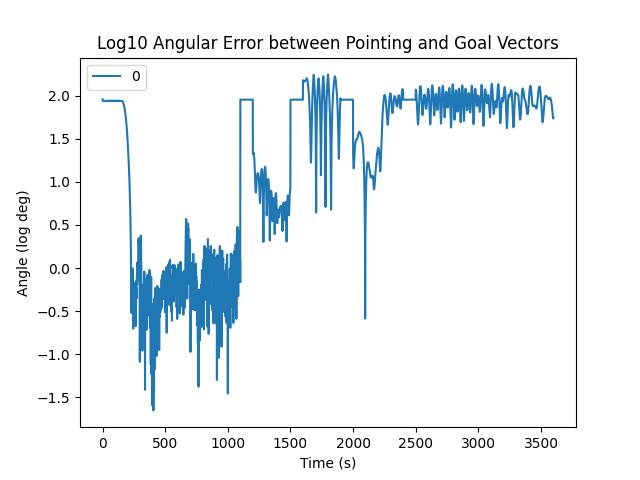 Log10 Angular Error between Pointing and Goal Vectors
0
2.0
1.5
1.0
0.5
0.0
−0.5
−1.0
−1.5
Angle (log deg)
0 500 1000 1500 2000 2500 3000 3500
Time (s)